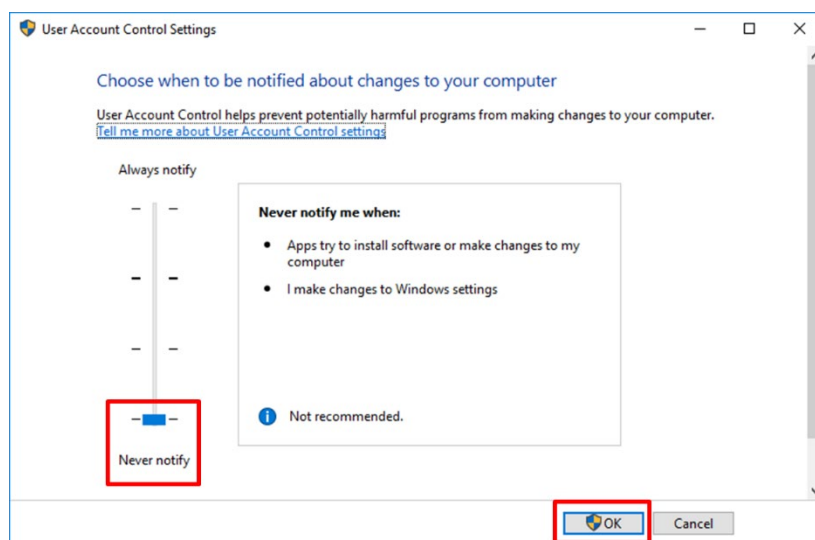 User Account Control Settings
Choose when to be notified about changes to your computer
User Account Control helps prevent potentially harmful programs from making changes to your computer.
Tell me more about User Account Control settings
Always notify
Never notify me when:
Apps try to install software or make changes to my
computer
I make changes to Windows settings
Not recommended.
Never notify
OK
Cancel